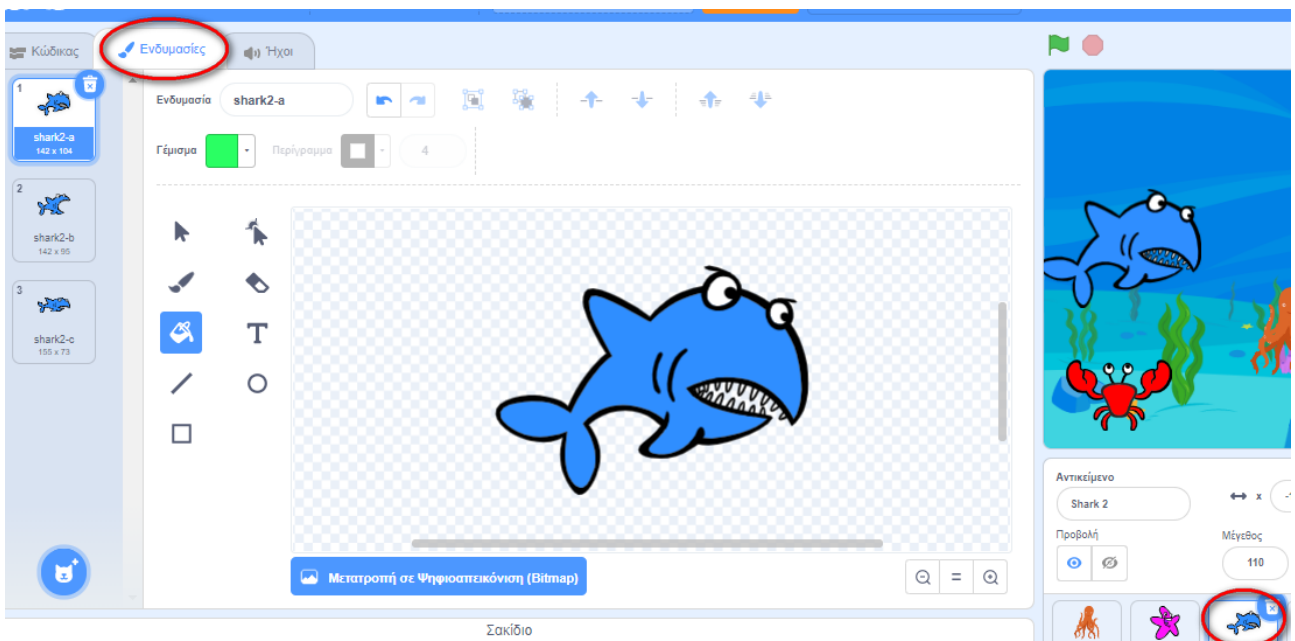 Κώδικας
Ενδυμασίες
Ήχοι
1
shark2-a
142 x 104
2
shark2-b
142 x 95
3
shark2-c
155 x 73
Ενδυμασία shark2-a
Γέμισμα Περίγραμμα 4
T
Μετατροπή σε Ψηφιοαπεικόνιση (Bitmap)
=
Σακίδιο
Αντικείμενο
Shark 2 x
Προβολή Μέγεθος
110